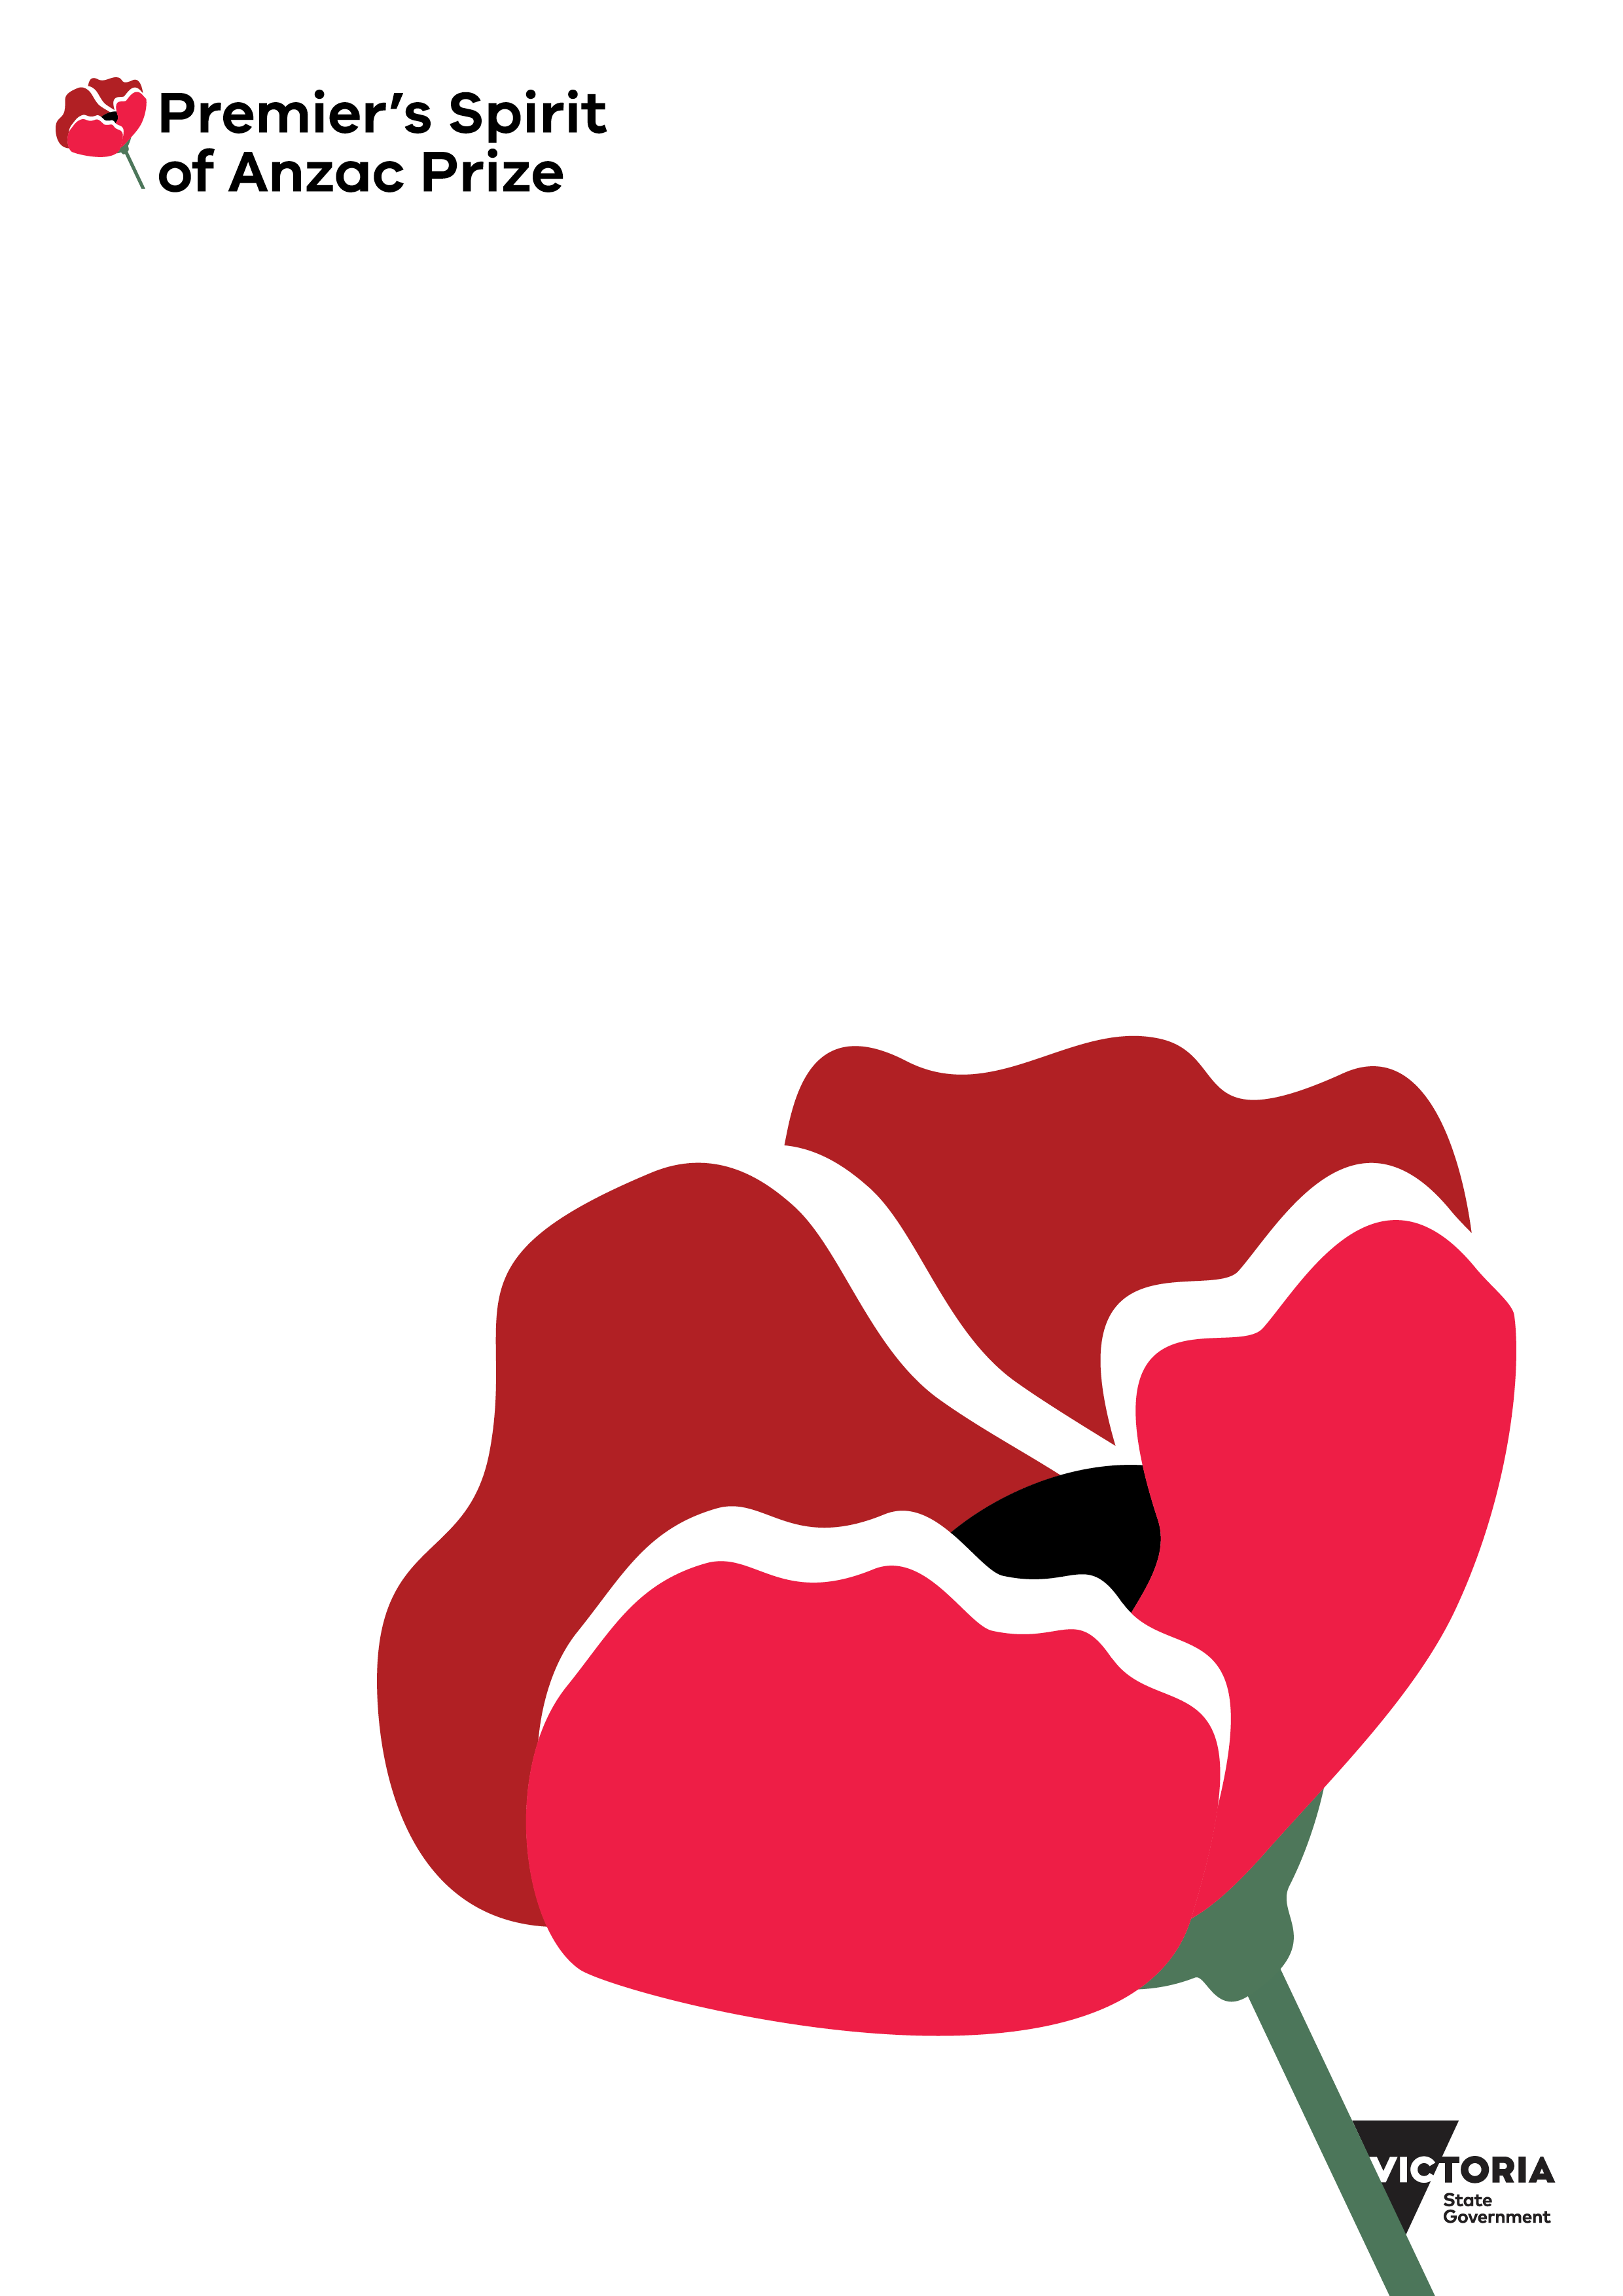 Premier’s Spirit
of Anzac Prize
VICTORIA
State
Government